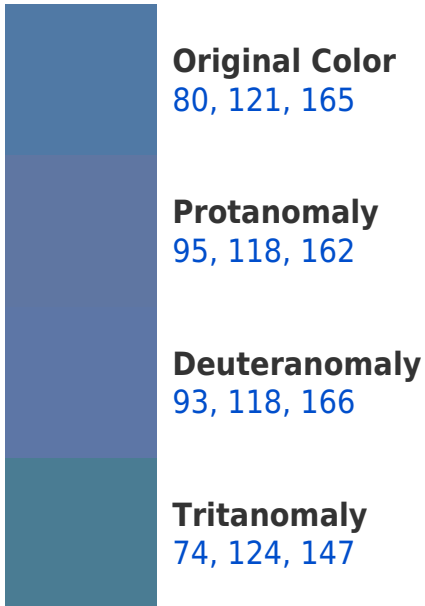 Original Color
80, 121, 165
Protanomaly
95, 118, 162
Deuteranomaly
93, 118, 166
Tritanomaly
74, 124, 147